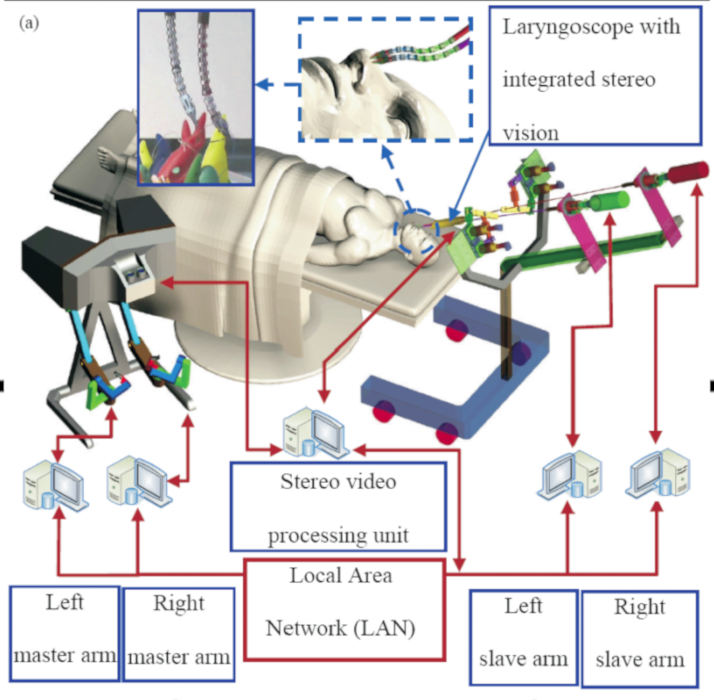 (a)
Laryngoscope with
integrated stereo
vision
Stereo video
processing unit
Local Area
Network (LAN)
Left
master arm
Right
master arm
Left
slave arm
Right
slave arm